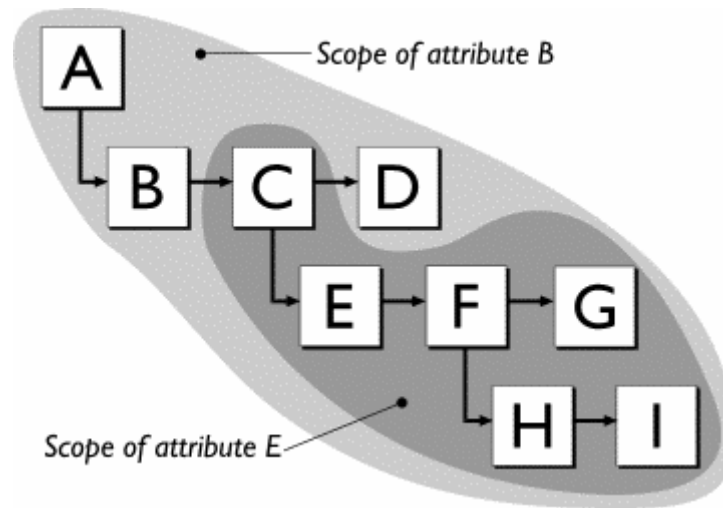 Scope of attribute B
A
B
C
D
E
F
G
H
I
Scope of attribute E